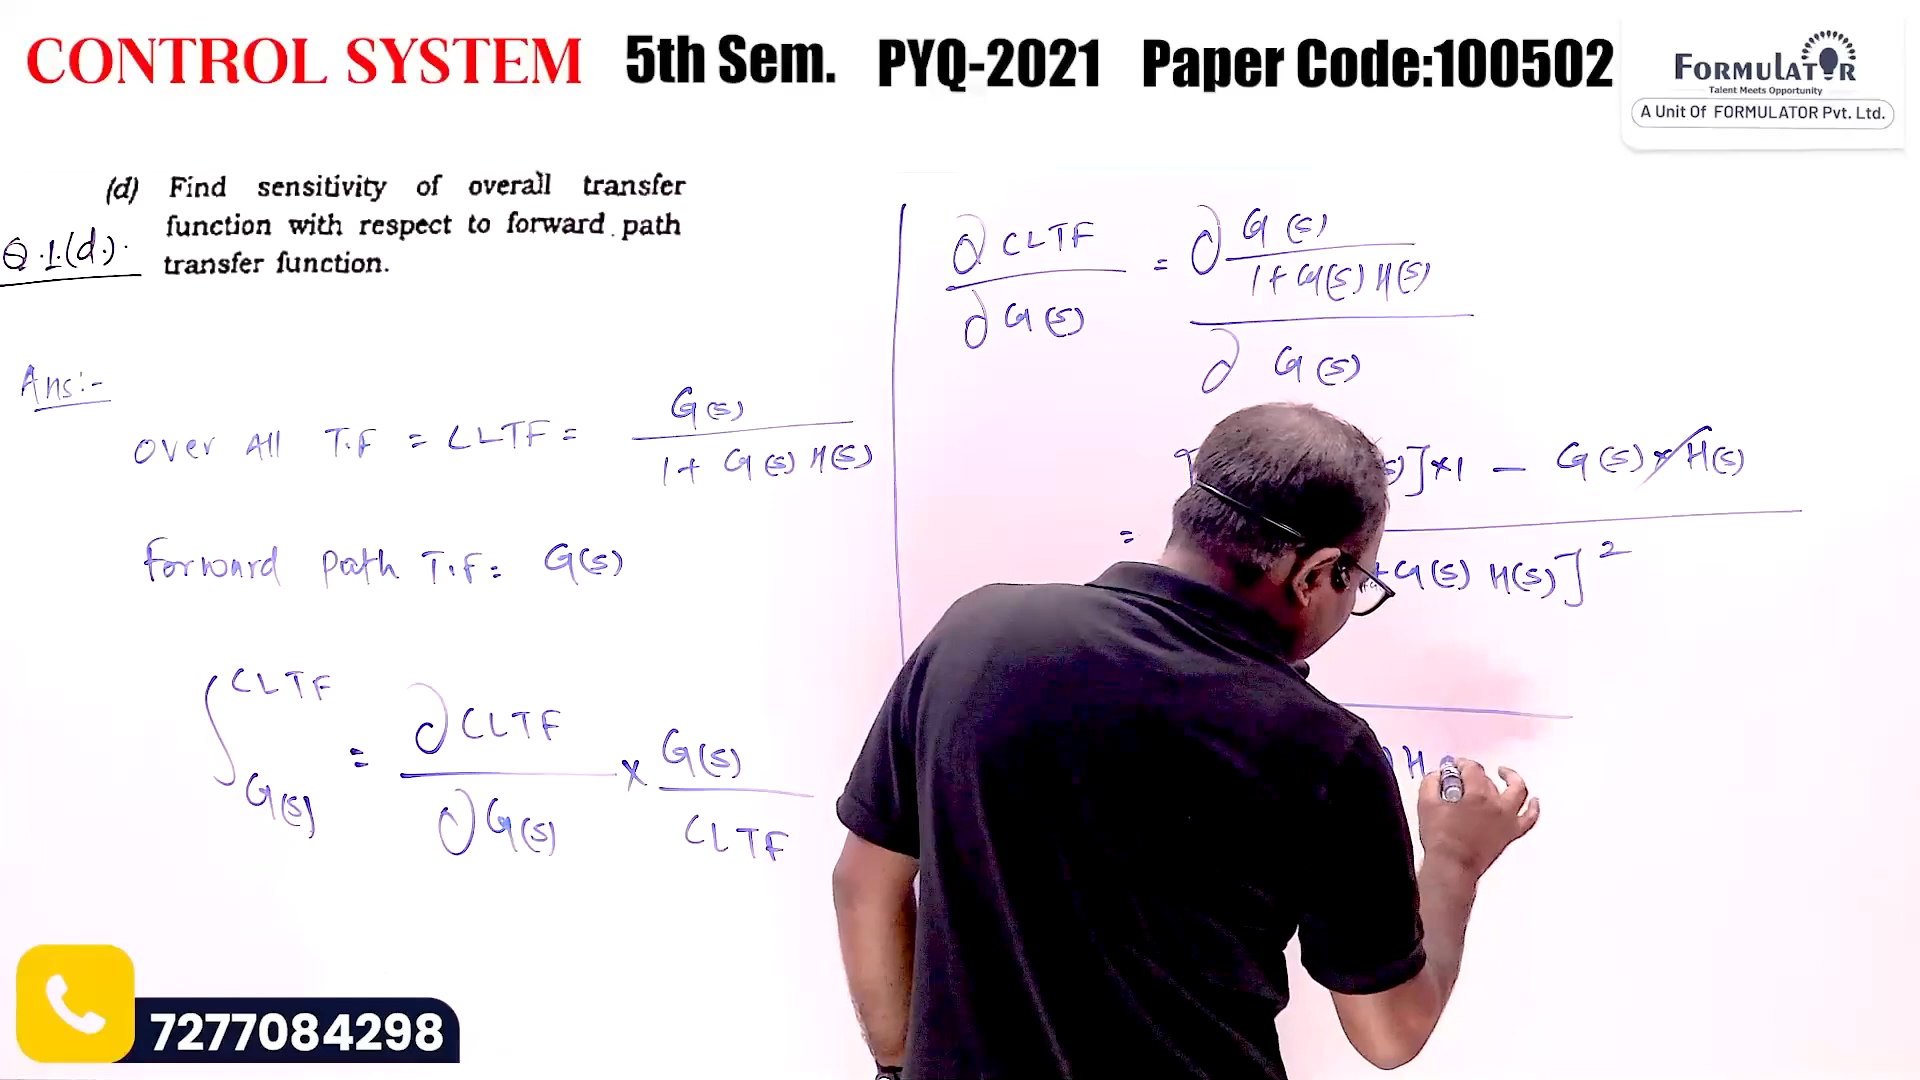 CONTROL SYSTEM 5th Sem. PYQ-2021 Paper Code:100502
FORMULATOR
Talent Meets Opportunity
A Unit Of FORMULATOR Pvt. Ltd.
(d) Find sensitivity of overall transfer
function with respect to forward path
transfer function.
Q.1.(d).
Ans:-
Over All T.F = CLTF = G(s)
1+ G(s) H(s)
Forward Path T.F = G(s)
CLTF
G(s)
= ∂CLTF
∂G(s)
× G(s)
CLTF
∂ CLTF
∂ G(s)
= ∂ G(s)
1+G(s) H(s)
∂ G(s)
= ] × 1 - G(s) × H(s)
+G(s) H(s)]²
H
7277084298